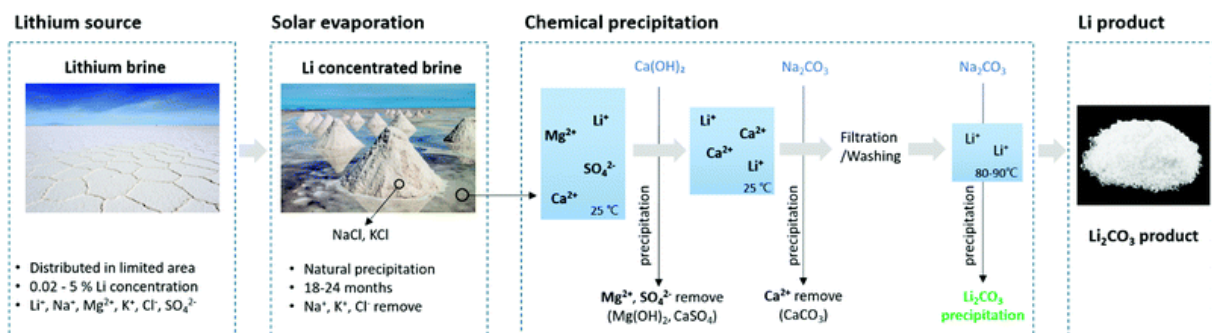 Lithium source
Lithium brine
• Distributed in limited area
• 0.02 - 5 % Li concentration
• Li⁺, Na⁺, Mg²⁺, K⁺, Cl⁻, SO₄²⁻
Solar evaporation
Li concentrated brine
NaCl, KCl
• Natural precipitation
• 18-24 months
• Na⁺, K⁺, Cl⁻ remove
Chemical precipitation
Ca(OH)₂
Na₂CO₃
Na₂CO₃
Li⁺
Mg²⁺
SO₄²⁻
Ca²⁺
25 ℃
precipitation
Mg²⁺, SO₄²⁻ remove
(Mg(OH)₂, CaSO₄)
Li⁺
Ca²⁺
Ca²⁺
Li⁺
25 ℃
precipitation
Ca²⁺ remove
(CaCO₃)
Filtration
/Washing
Li⁺
Li⁺
80-90℃
precipitation
Li₂CO₃
precipitation
Li product
Li₂CO₃ product